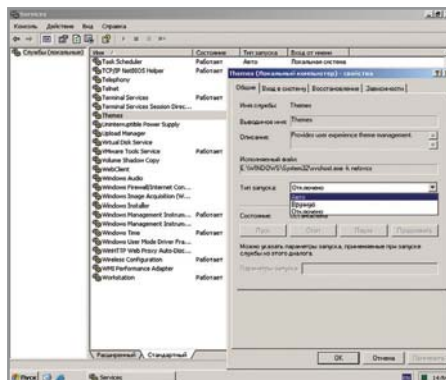 Services
Консоль Действие Вид Справка
Службы (локальные)
Имя Состояние Тип запуска Вход от имени
Task Scheduler Работает Авто Локальная система
TCP/IP NetBIOS Helper Работает
Telephony
Telnet
Terminal Services Работает
Terminal Services Session Direc...
Themes
Uninterruptible Power Supply
Upload Manager
Virtual Disk Service
VMware Tools Service Работает
Volume Shadow Copy
WebClient
Windows Audio
Windows Firewall/Internet Con...
Windows Image Acquisition (W...
Windows Installer
Windows Management Instrum... Работает
Windows Management Instrum...
Windows Time Работает
Windows User Mode Driver Fra...
WinHTTP Web Proxy Auto-Disc...
Wireless Configuration Работает
WMI Performance Adapter
Workstation Работает
Расширенный Стандартный
Themes (Локальный компьютер) - свойства
Общие Вход в систему Восстановление Зависимости
Имя службы: Themes
Выводимое имя: Themes
Описание: Provides user experience theme management.
Исполняемый файл:
E:\WINDOWS\System32\svchost.exe -k netsvcs
Тип запуска: Отключено
Авто
Вручную
Отключено
Состояние:
Пуск Стоп Пауза Продолжить
Можно указать параметры запуска, применяемые при запуске
службы из этого диалога.
Параметры запуска:
OK Отмена Применить
Пуск Services